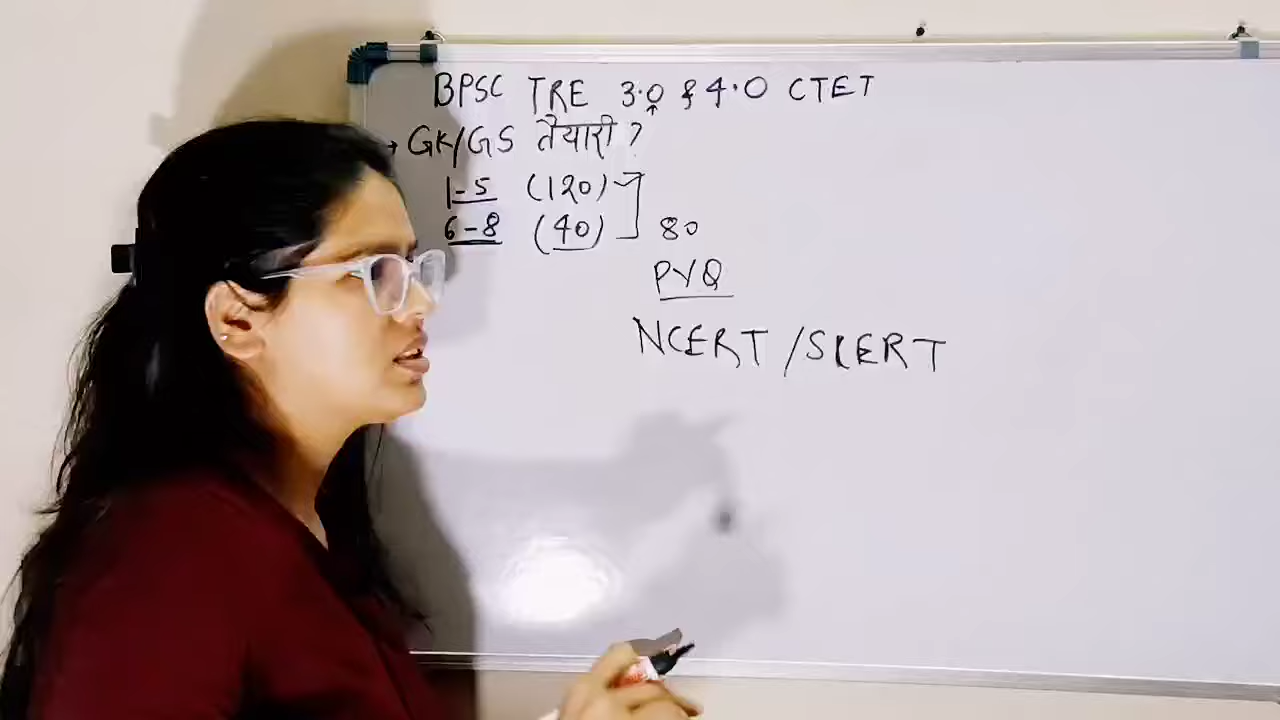 BPSC TRE 3.0 & 4.0 CTET
→ GK/GS तैयारी ?
1-5 (120)
6-8 (40) 80
PYQ
NCERT / SCERT